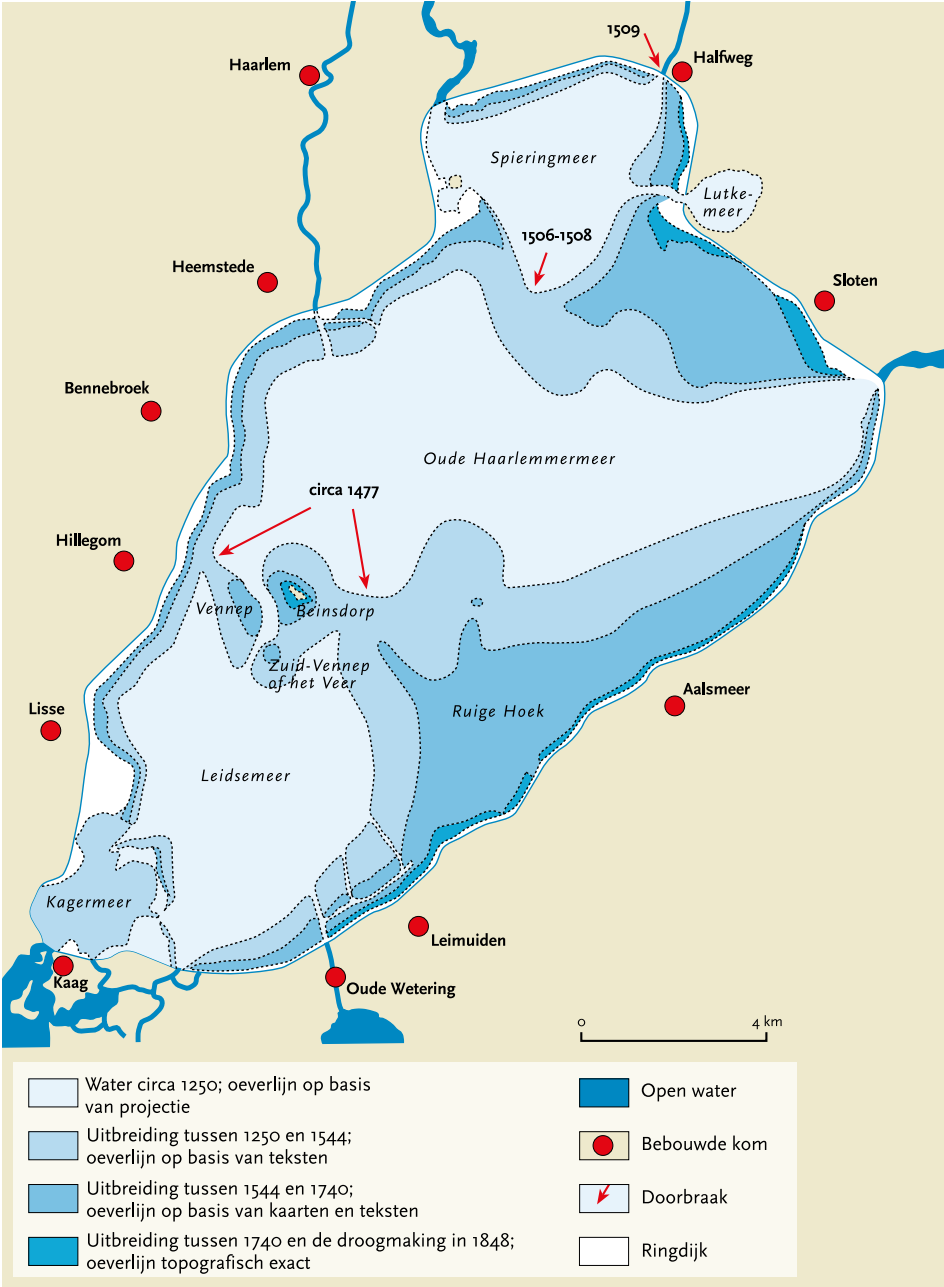 1509
Haarlem
Halfweg
Spieringmeer
Lutke-
meer
1506-1508
Heemstede
Sloten
Bennebroek
Oude Haarlemmermeer
circa 1477
Hillegom
Vennep
Beinsdorp
Zuid-Vennep
of het Veer
Aalsmeer
Lisse
Ruige Hoek
Leidsemeer
Kagermeer
Leimuiden
Kaag
Oude Wetering
0 4 km
Water circa 1250; oeverlijn op basis
van projectie
Uitbreiding tussen 1250 en 1544;
oeverlijn op basis van teksten
Uitbreiding tussen 1544 en 1740;
oeverlijn op basis van kaarten en teksten
Uitbreiding tussen 1740 en de droogmaking in 1848;
oeverlijn topografisch exact
Open water
Bebouwde kom
Doorbraak
Ringdijk